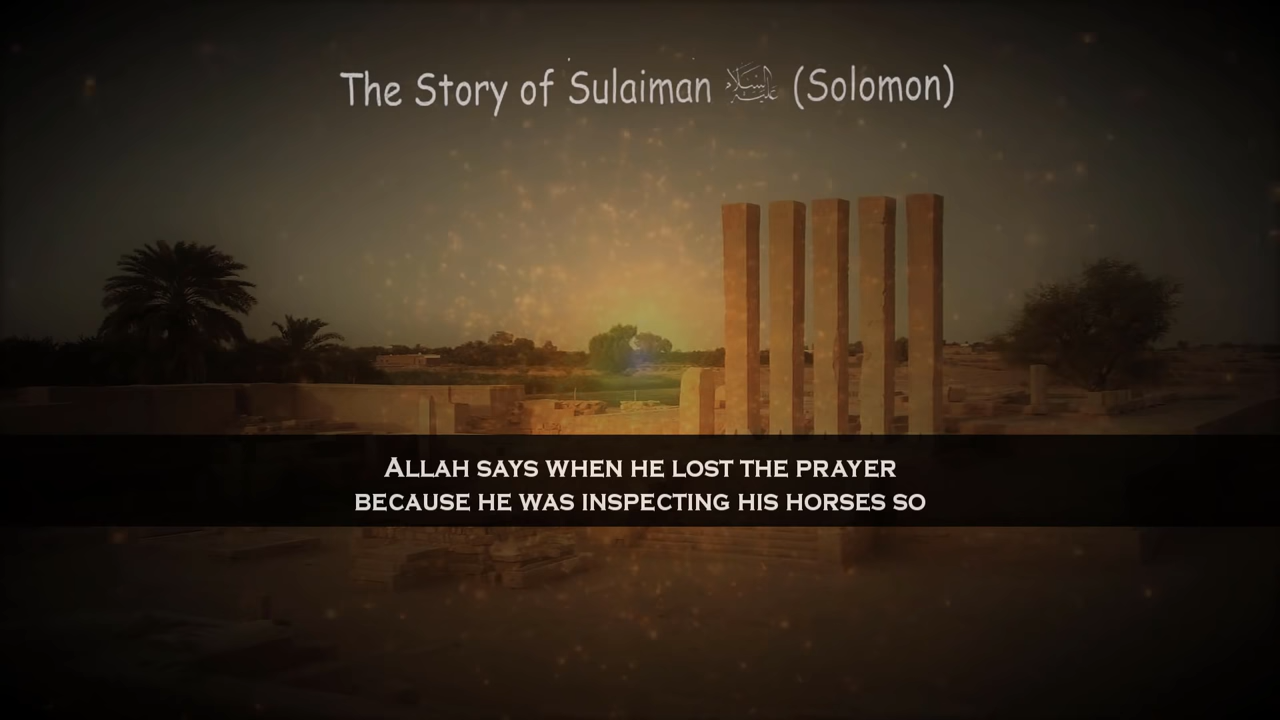 The Story of Sulaiman عليه السلام (Solomon)
ALLAH SAYS WHEN HE LOST THE PRAYER
BECAUSE HE WAS INSPECTING HIS HORSES SO